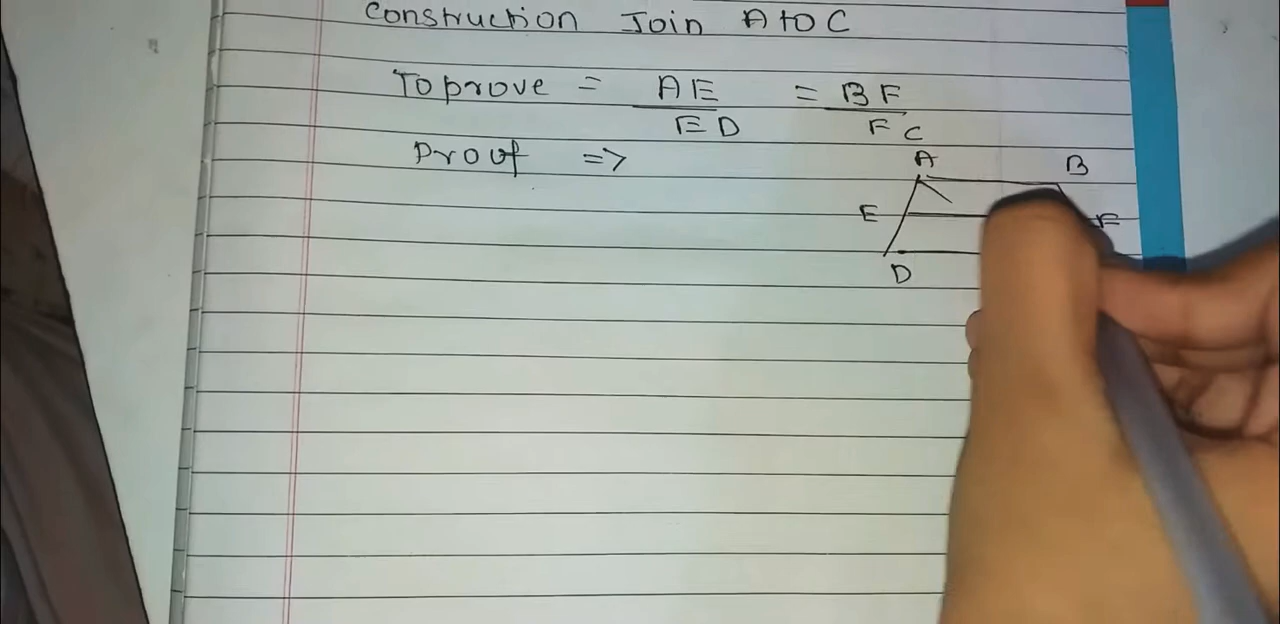 Construction Join A to C
To prove = AE = BF
ED FC
Proof =>
A B
E F
D